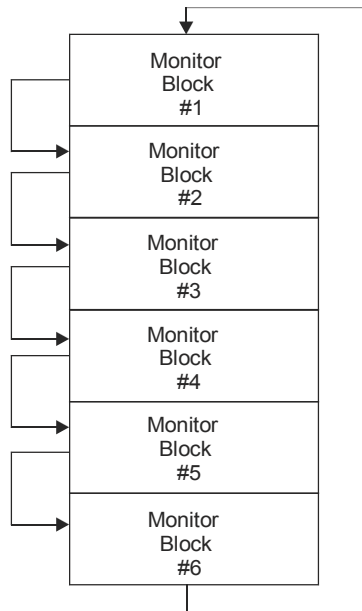 Monitor
Block
#1
Monitor
Block
#2
Monitor
Block
#3
Monitor
Block
#4
Monitor
Block
#5
Monitor
Block
#6